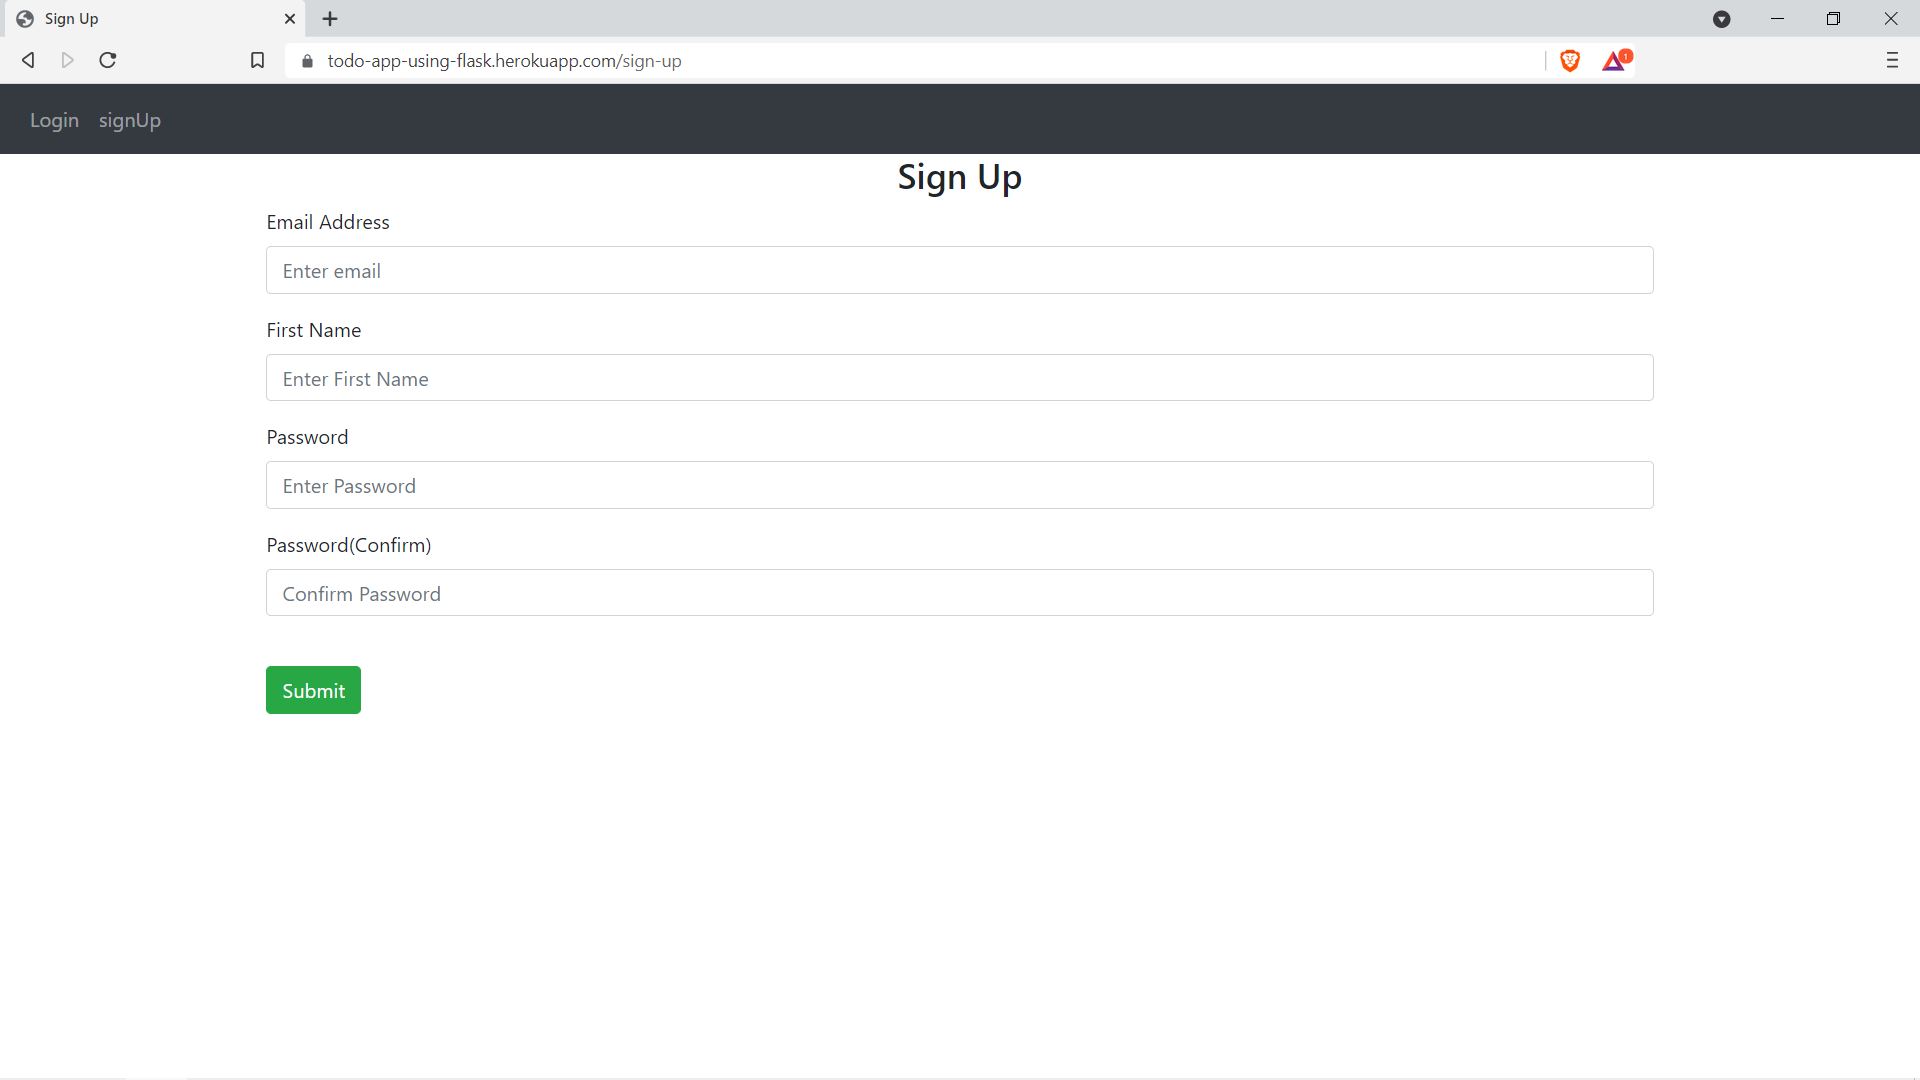 Sign Up
todo-app-using-flask.herokuapp.com/sign-up
1
Login signUp
Sign Up
Email Address
Enter email
First Name
Enter First Name
Password
Enter Password
Password(Confirm)
Confirm Password
Submit